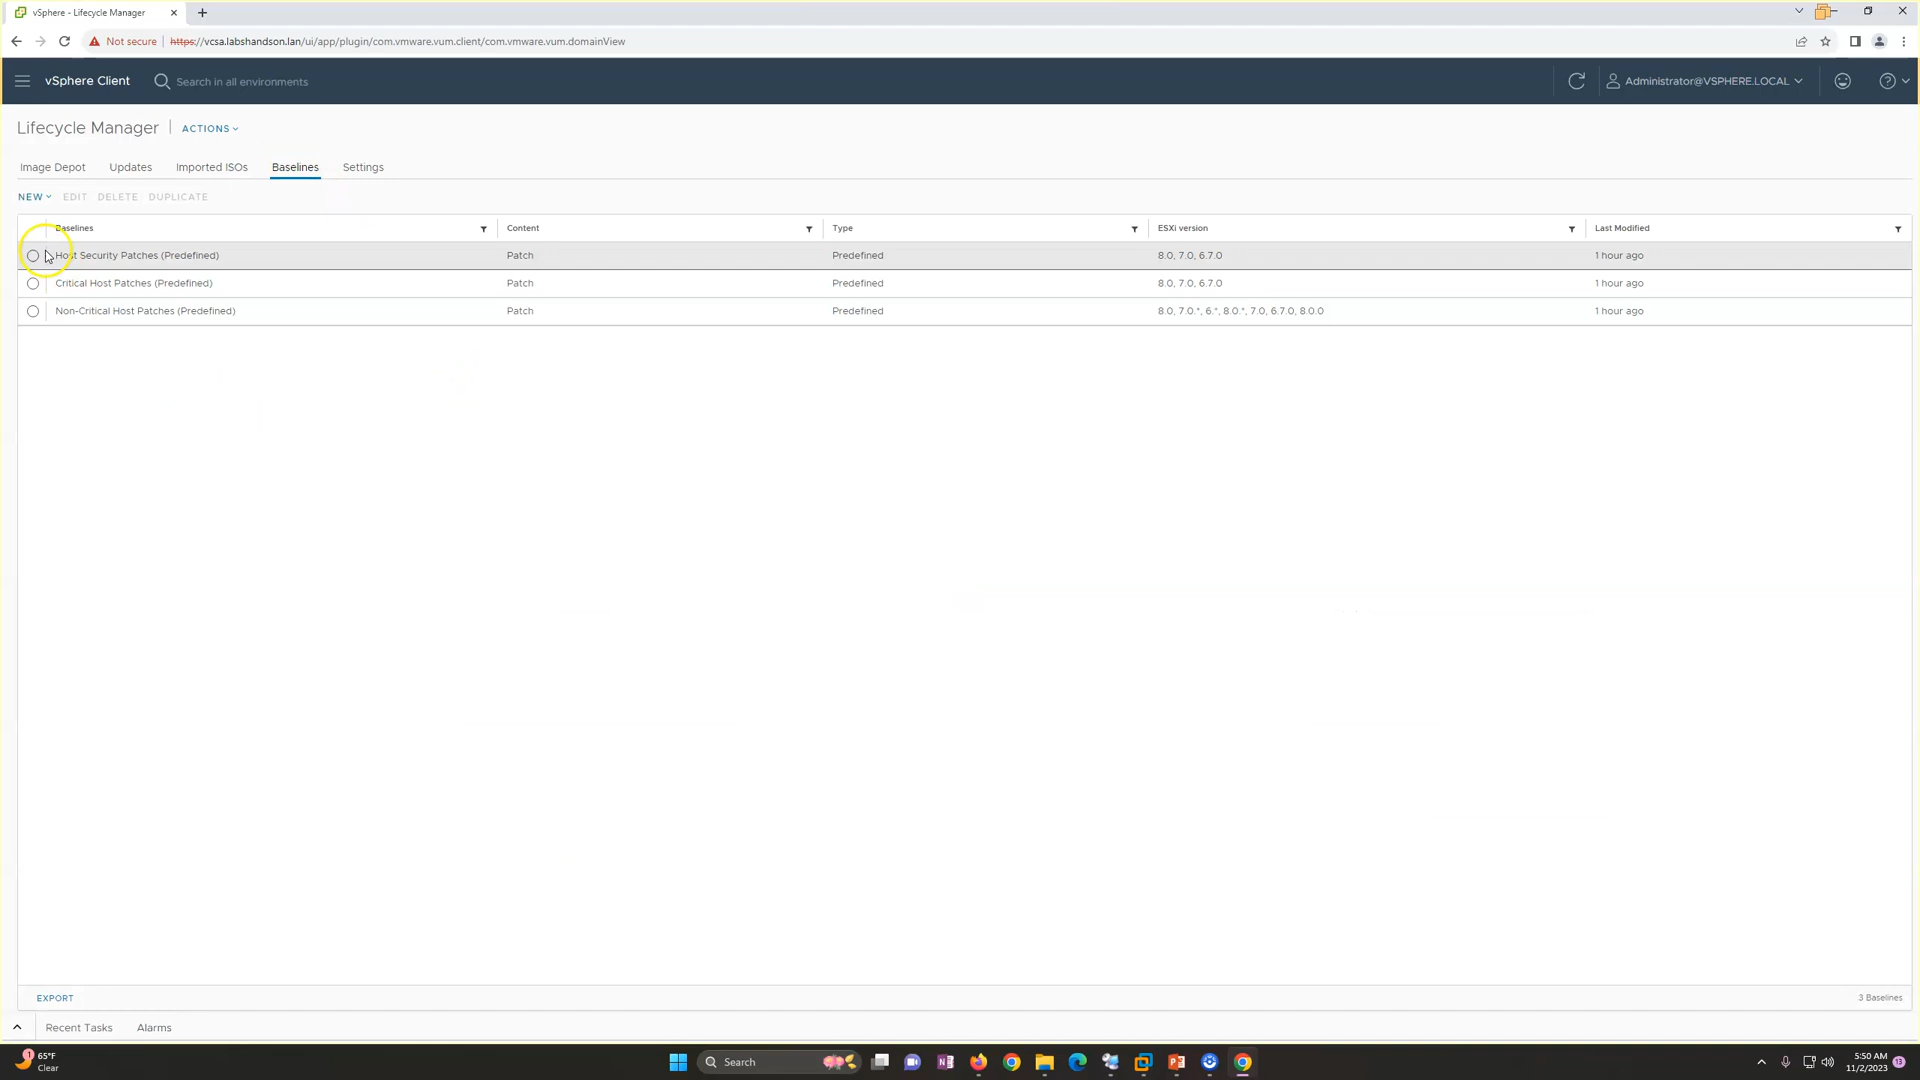 vSphere - Lifecycle Manager
Not secure https://vcsa.labshandson.lan/ui/app/plugin/com.vmware.vum.client/com.vmware.vum.domainView
vSphere Client Search in all environments Administrator@VSPHERE.LOCAL
Lifecycle Manager ACTIONS
Image Depot Updates Imported ISOs Baselines Settings
NEW EDIT DELETE DUPLICATE
Baselines Content Type ESXi version Last Modified
Host Security Patches (Predefined) Patch Predefined 8.0, 7.0, 6.7.0 1 hour ago
Critical Host Patches (Predefined) Patch Predefined 8.0, 7.0, 6.7.0 1 hour ago
Non-Critical Host Patches (Predefined) Patch Predefined 8.0, 7.0.*, 6.*, 8.0.*, 7.0, 6.7.0, 8.0.0 1 hour ago
EXPORT 3 Baselines
Recent Tasks Alarms
1 65°F
Clear
Search
5:50 AM
11/2/2023
13